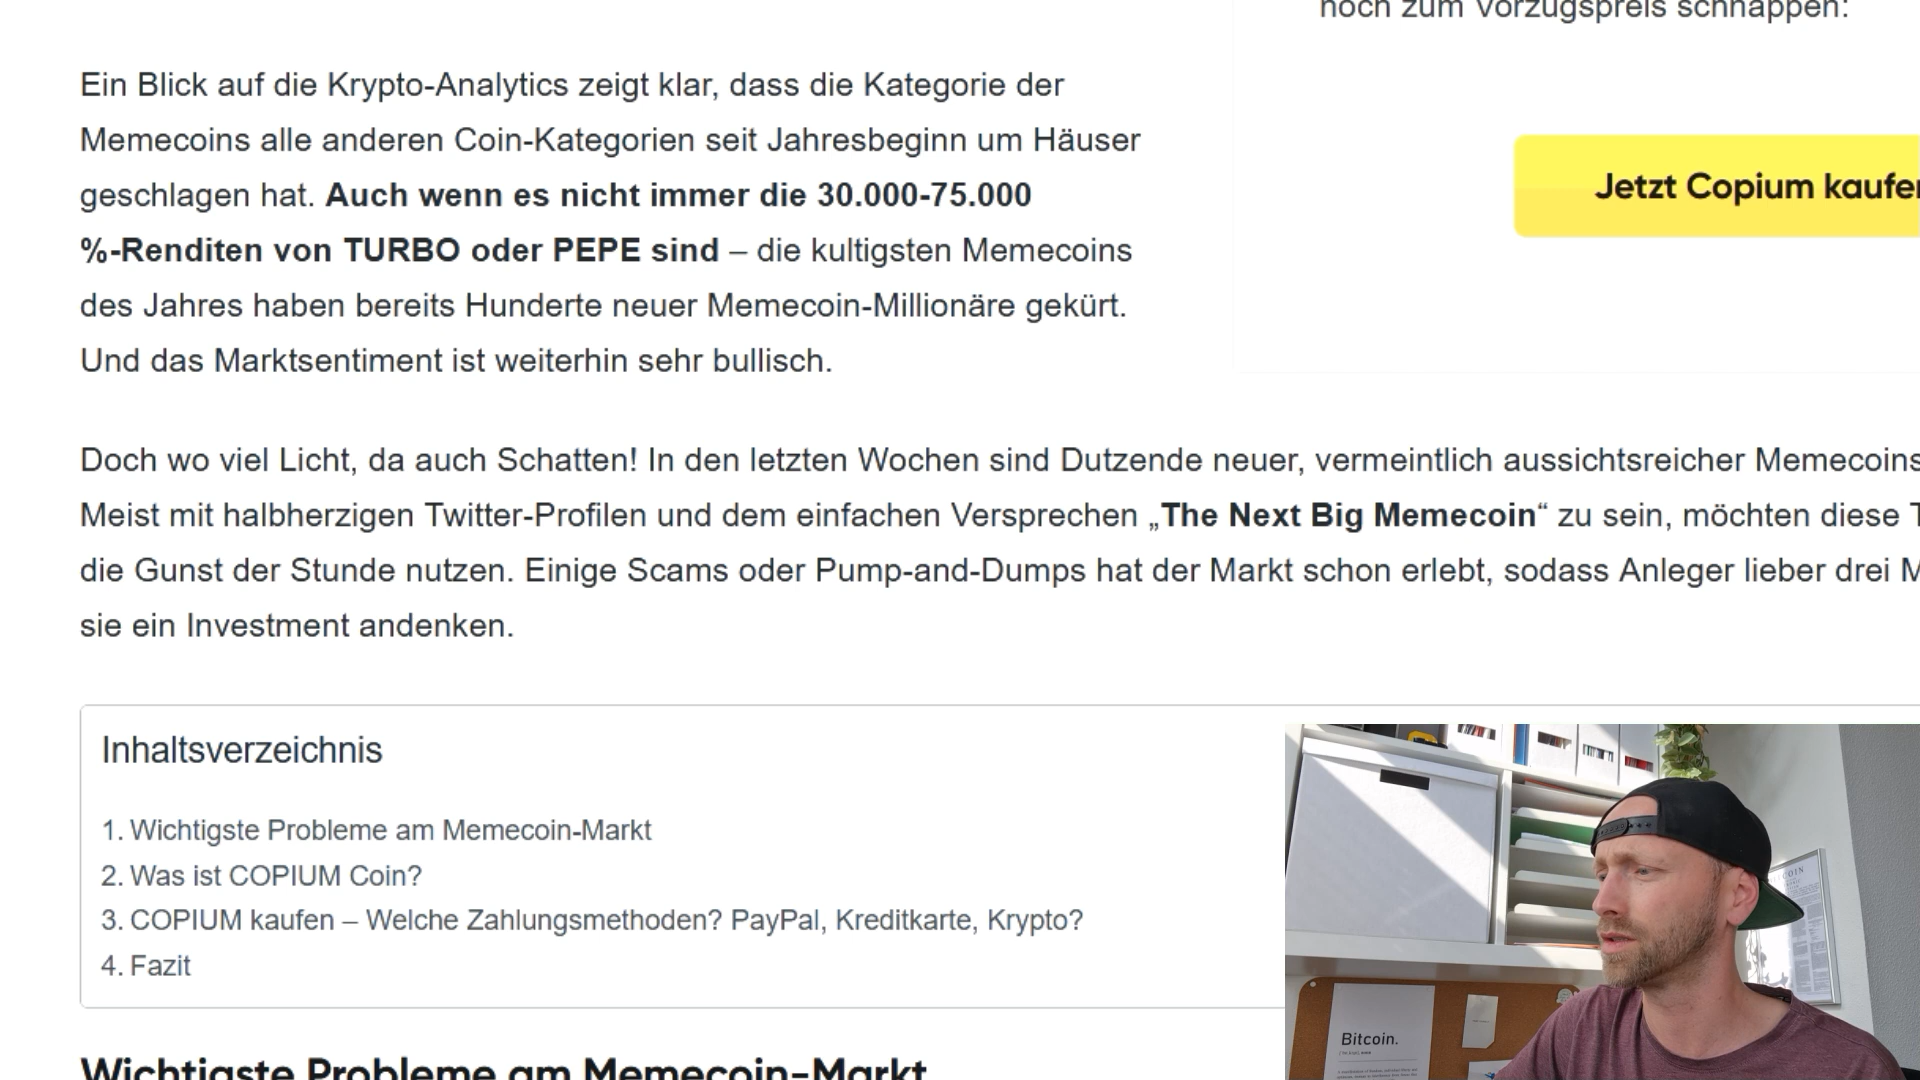 noch zum Vorzugspreis schnappen:
Ein Blick auf die Krypto-Analytics zeigt klar, dass die Kategorie der
Memecoins alle anderen Coin-Kategorien seit Jahresbeginn um Häuser
geschlagen hat. Auch wenn es nicht immer die 30.000-75.000
%-Renditen von TURBO oder PEPE sind – die kultigsten Memecoins
des Jahres haben bereits Hunderte neuer Memecoin-Millionäre gekürt.
Und das Marktsentiment ist weiterhin sehr bullisch.
Jetzt Copium kaufen
Doch wo viel Licht, da auch Schatten! In den letzten Wochen sind Dutzende neuer, vermeintlich aussichtsreicher Memecoins
Meist mit halbherzigen Twitter-Profilen und dem einfachen Versprechen „The Next Big Memecoin“ zu sein, möchten diese
die Gunst der Stunde nutzen. Einige Scams oder Pump-and-Dumps hat der Markt schon erlebt, sodass Anleger lieber drei
sie ein Investment andenken.
Inhaltsverzeichnis
1. Wichtigste Probleme am Memecoin-Markt
2. Was ist COPIUM Coin?
3. COPIUM kaufen – Welche Zahlungsmethoden? PayPal, Kreditkarte, Krypto?
4. Fazit
Wichtigste Probleme am Memecoin-Markt
Bitcoin.